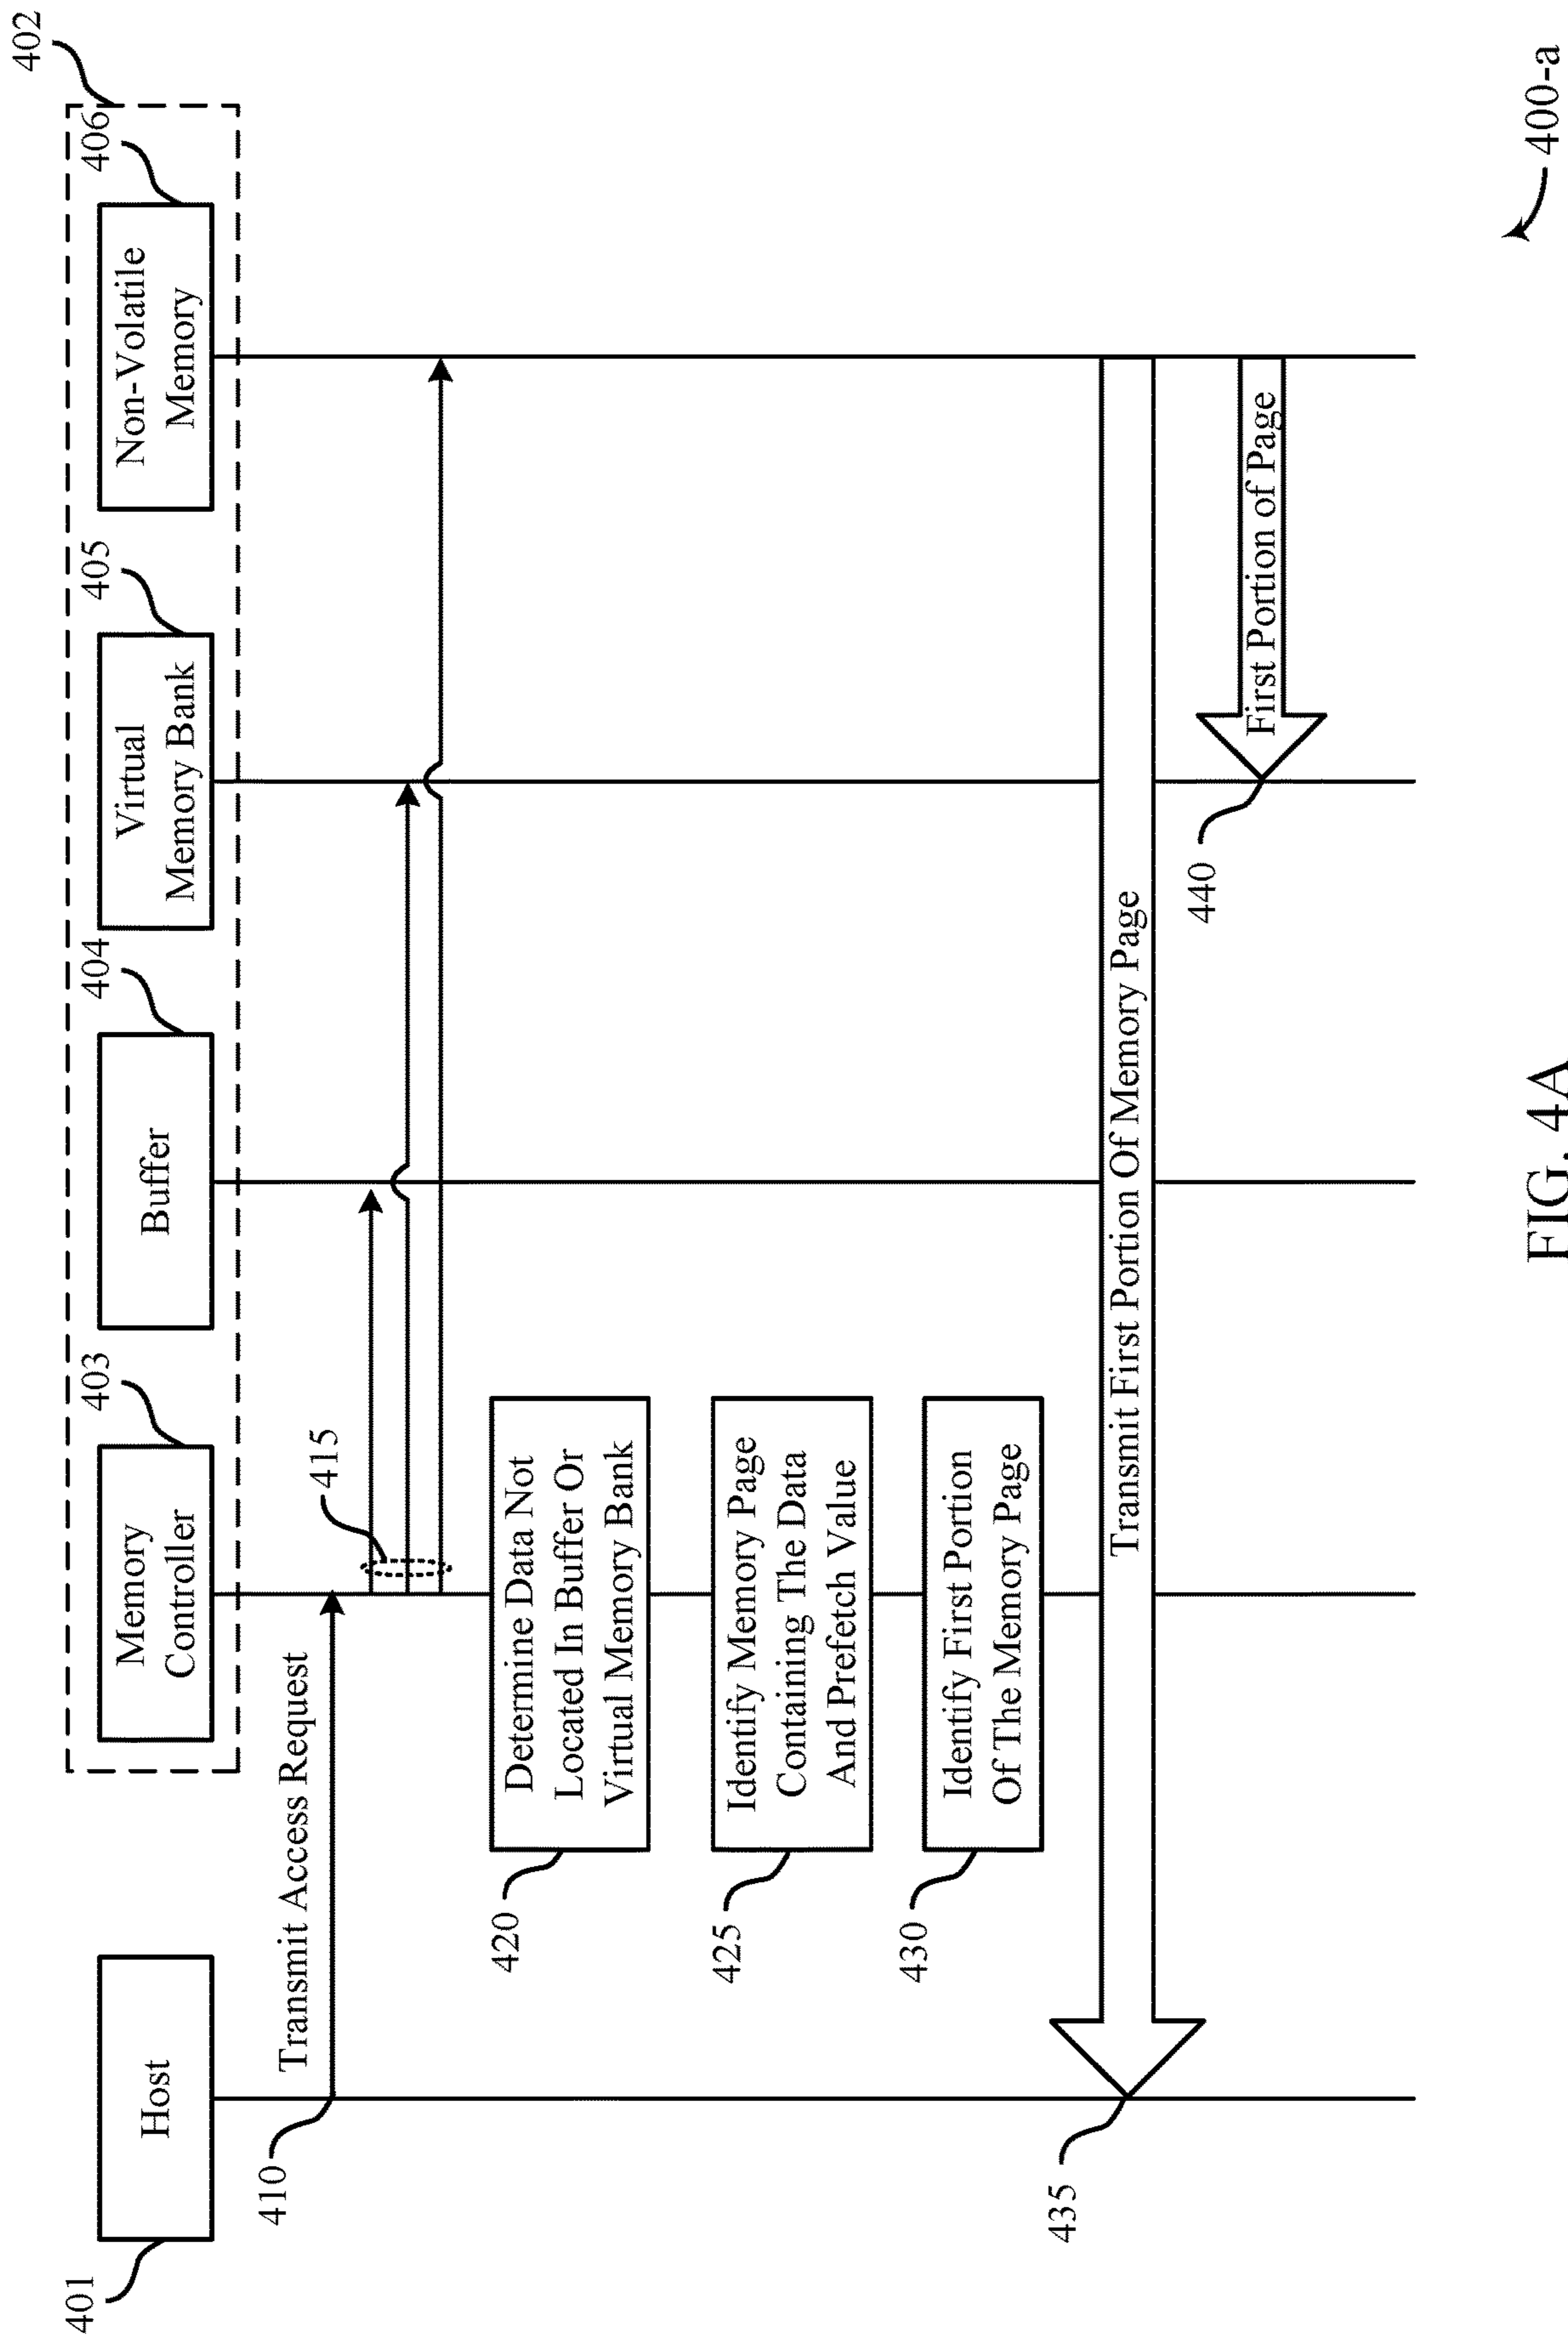 402
401
Host
403
Memory
Controller
404
Buffer
405
Virtual
Memory Bank
406
Non-Volatile
Memory
410
Transmit Access Request
415
420
Determine Data Not
Located In Buffer Or
Virtual Memory Bank
425
Identify Memory Page
Containing The Data
And Prefetch Value
430
Identify First Portion
Of The Memory Page
435
Transmit First Portion Of Memory Page
440
First Portion of Page
FIG. 4A
400-a